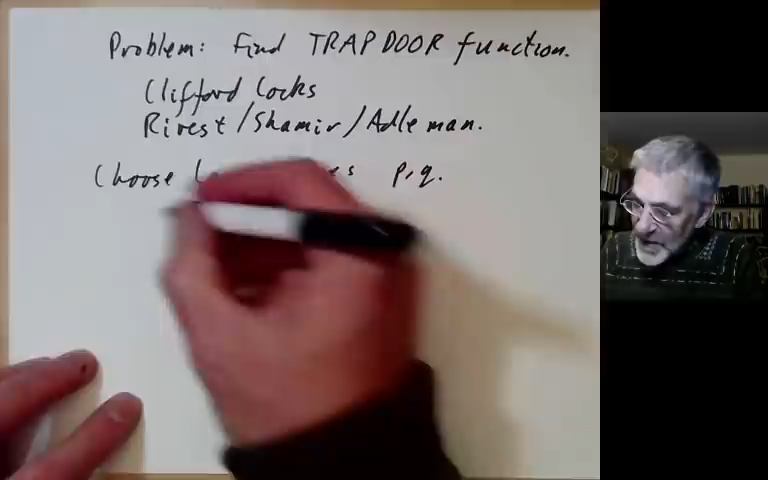 Problem: Find TRAPDOOR function.
Clifford Cocks
Rivest/Shamir/Adleman.
Choose p,q.